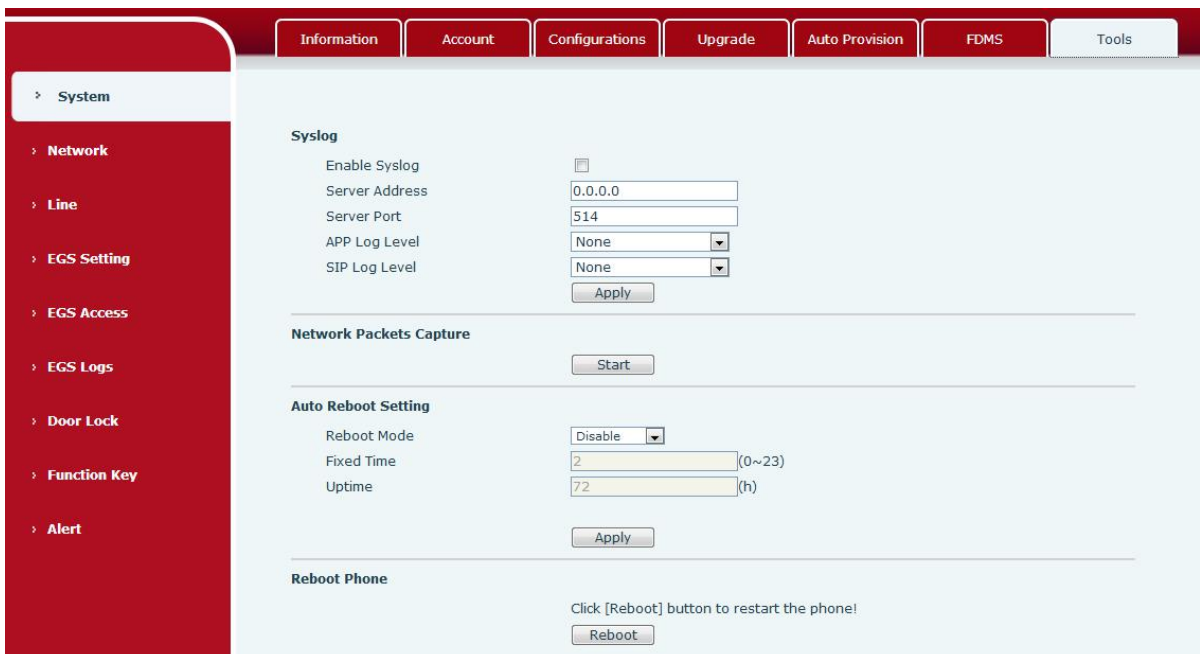 Information Account Configurations Upgrade Auto Provision FDMS Tools
› System
› Network
› Line
› EGS Setting
› EGS Access
› EGS Logs
› Door Lock
› Function Key
› Alert
Syslog
Enable Syslog
Server Address 0.0.0.0
Server Port 514
APP Log Level None
SIP Log Level None
Apply
Network Packets Capture
Start
Auto Reboot Setting
Reboot Mode Disable
Fixed Time 2 (0~23)
Uptime 72 (h)
Apply
Reboot Phone
Click [Reboot] button to restart the phone!
Reboot